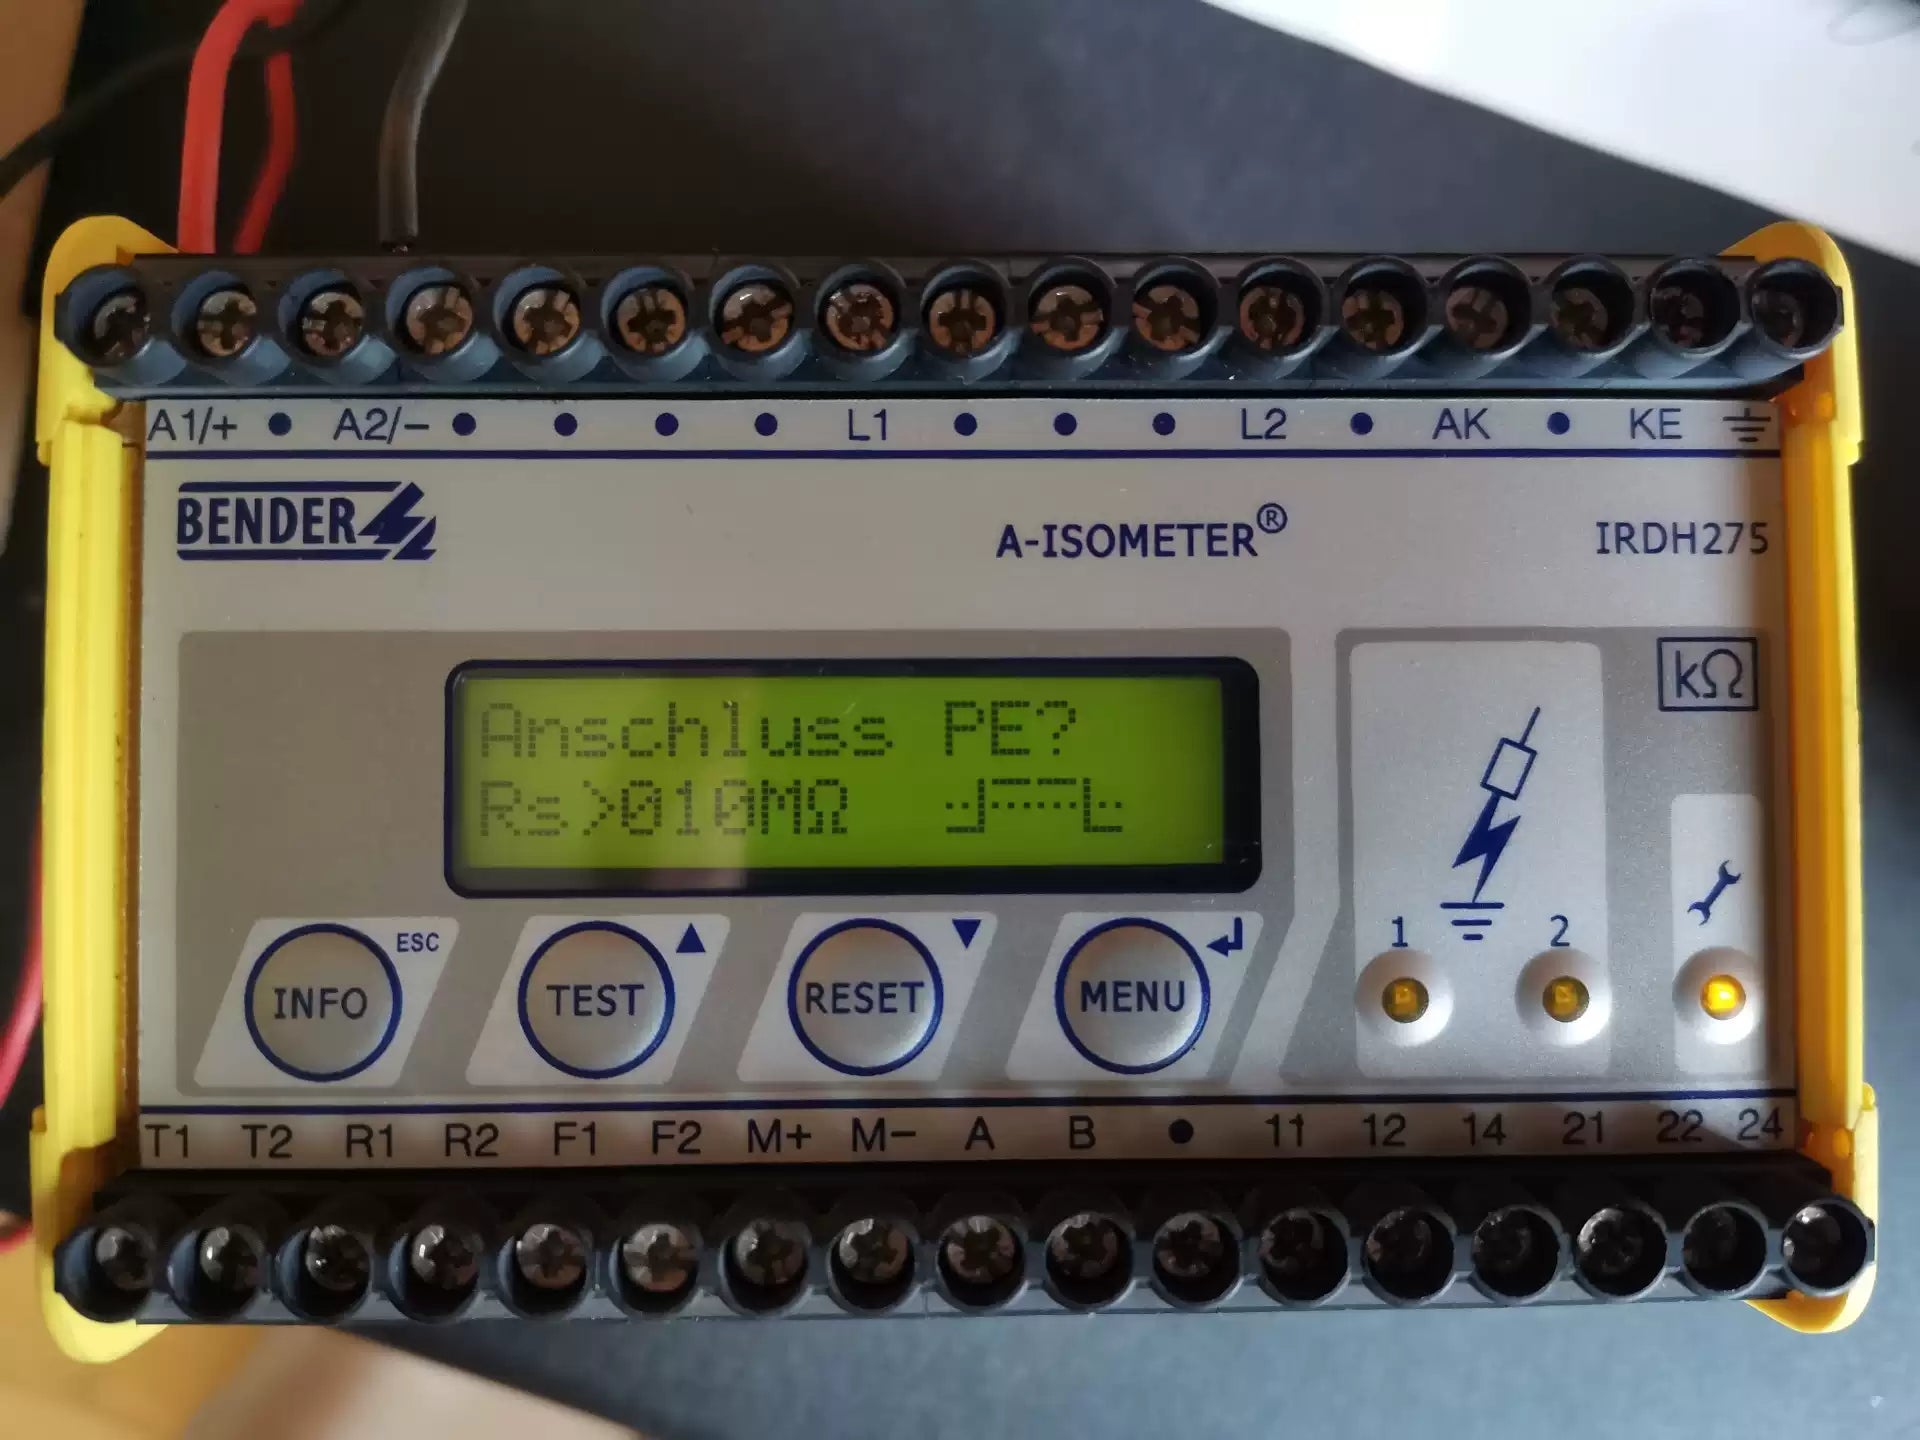 A1/+ • A2/− • • • • L1 • • • L2 • AK • KE
BENDER
A-ISOMETER®
IRDH275
kΩ
Anschluss PE?
Rs>010MΩ
1 2
ESC
INFO TEST RESET MENU
T1 T2 R1 R2 F1 F2 M+ M− A B • 11 12 14 21 22 24